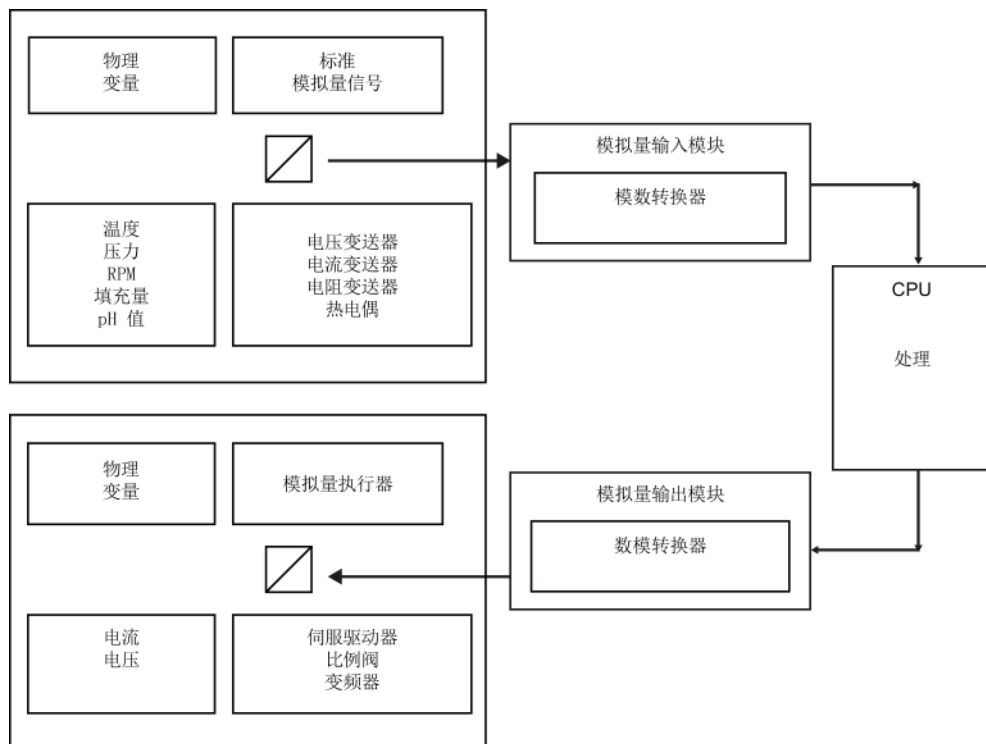 物理
变量
标准
模拟量信号
温度
压力
RPM
填充量
pH 值
电压变送器
电流变送器
电阻变送器
热电偶
模拟量输入模块
模数转换器
CPU
处理
物理
变量
模拟量执行器
模拟量输出模块
数模转换器
电流
电压
伺服驱动器
比例阀
变频器